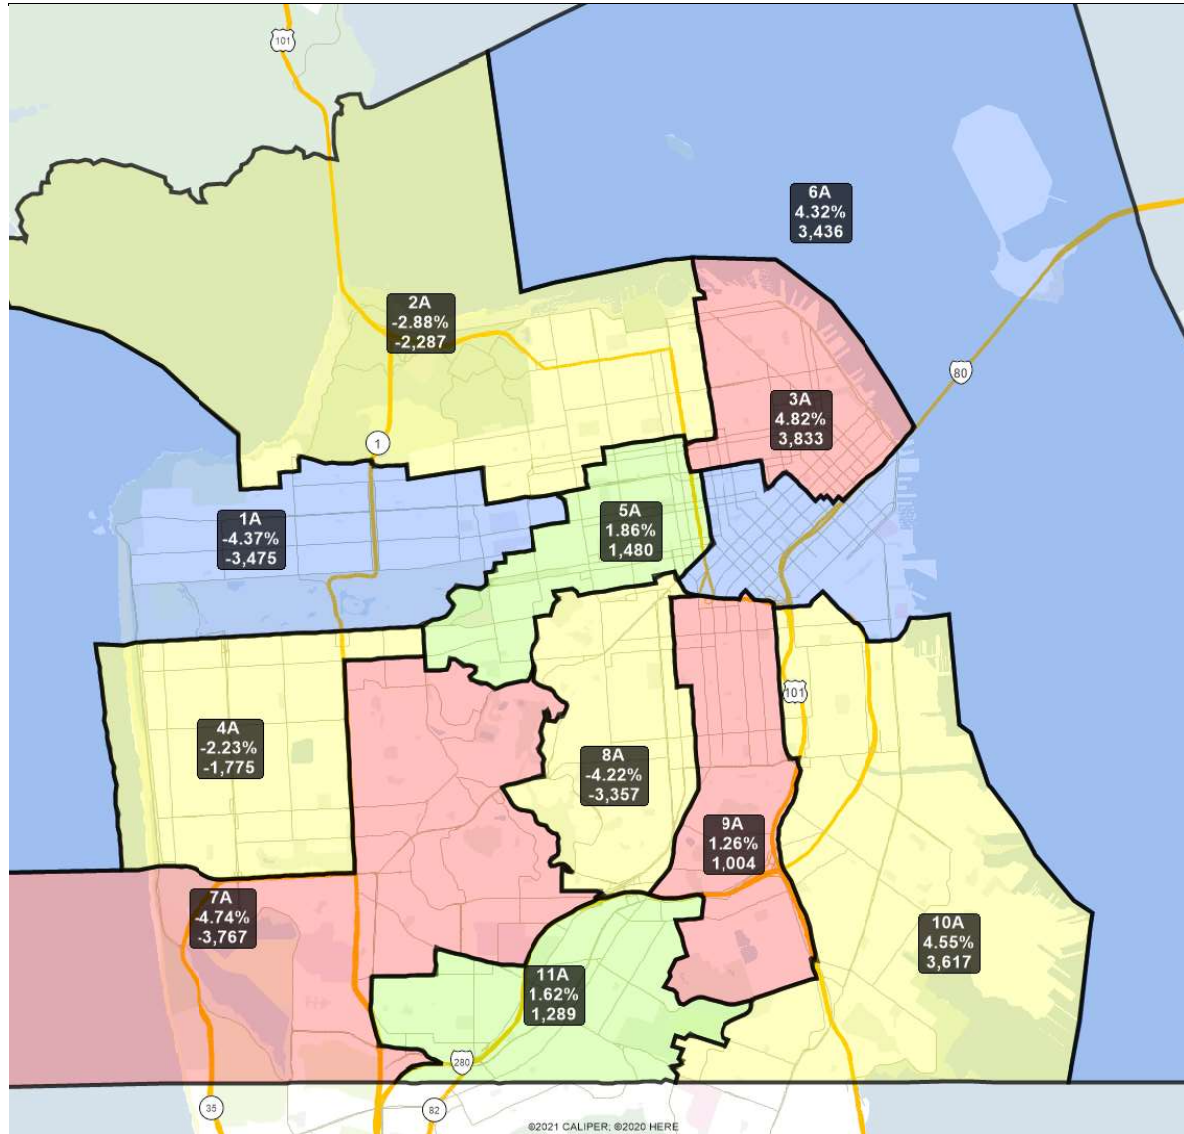 101
6A
4.32%
3,436
2A
-2.88%
-2,287
80
3A
4.82%
3,833
1
1A
-4.37%
-3,475
5A
1.86%
1,480
101
4A
-2.23%
-1,775
8A
-4.22%
-3,357
9A
1.26%
1,004
7A
-4.74%
-3,767
10A
4.55%
3,617
11A
1.62%
1,289
280
35
82
©2021 CALIPER; ©2020 HERE